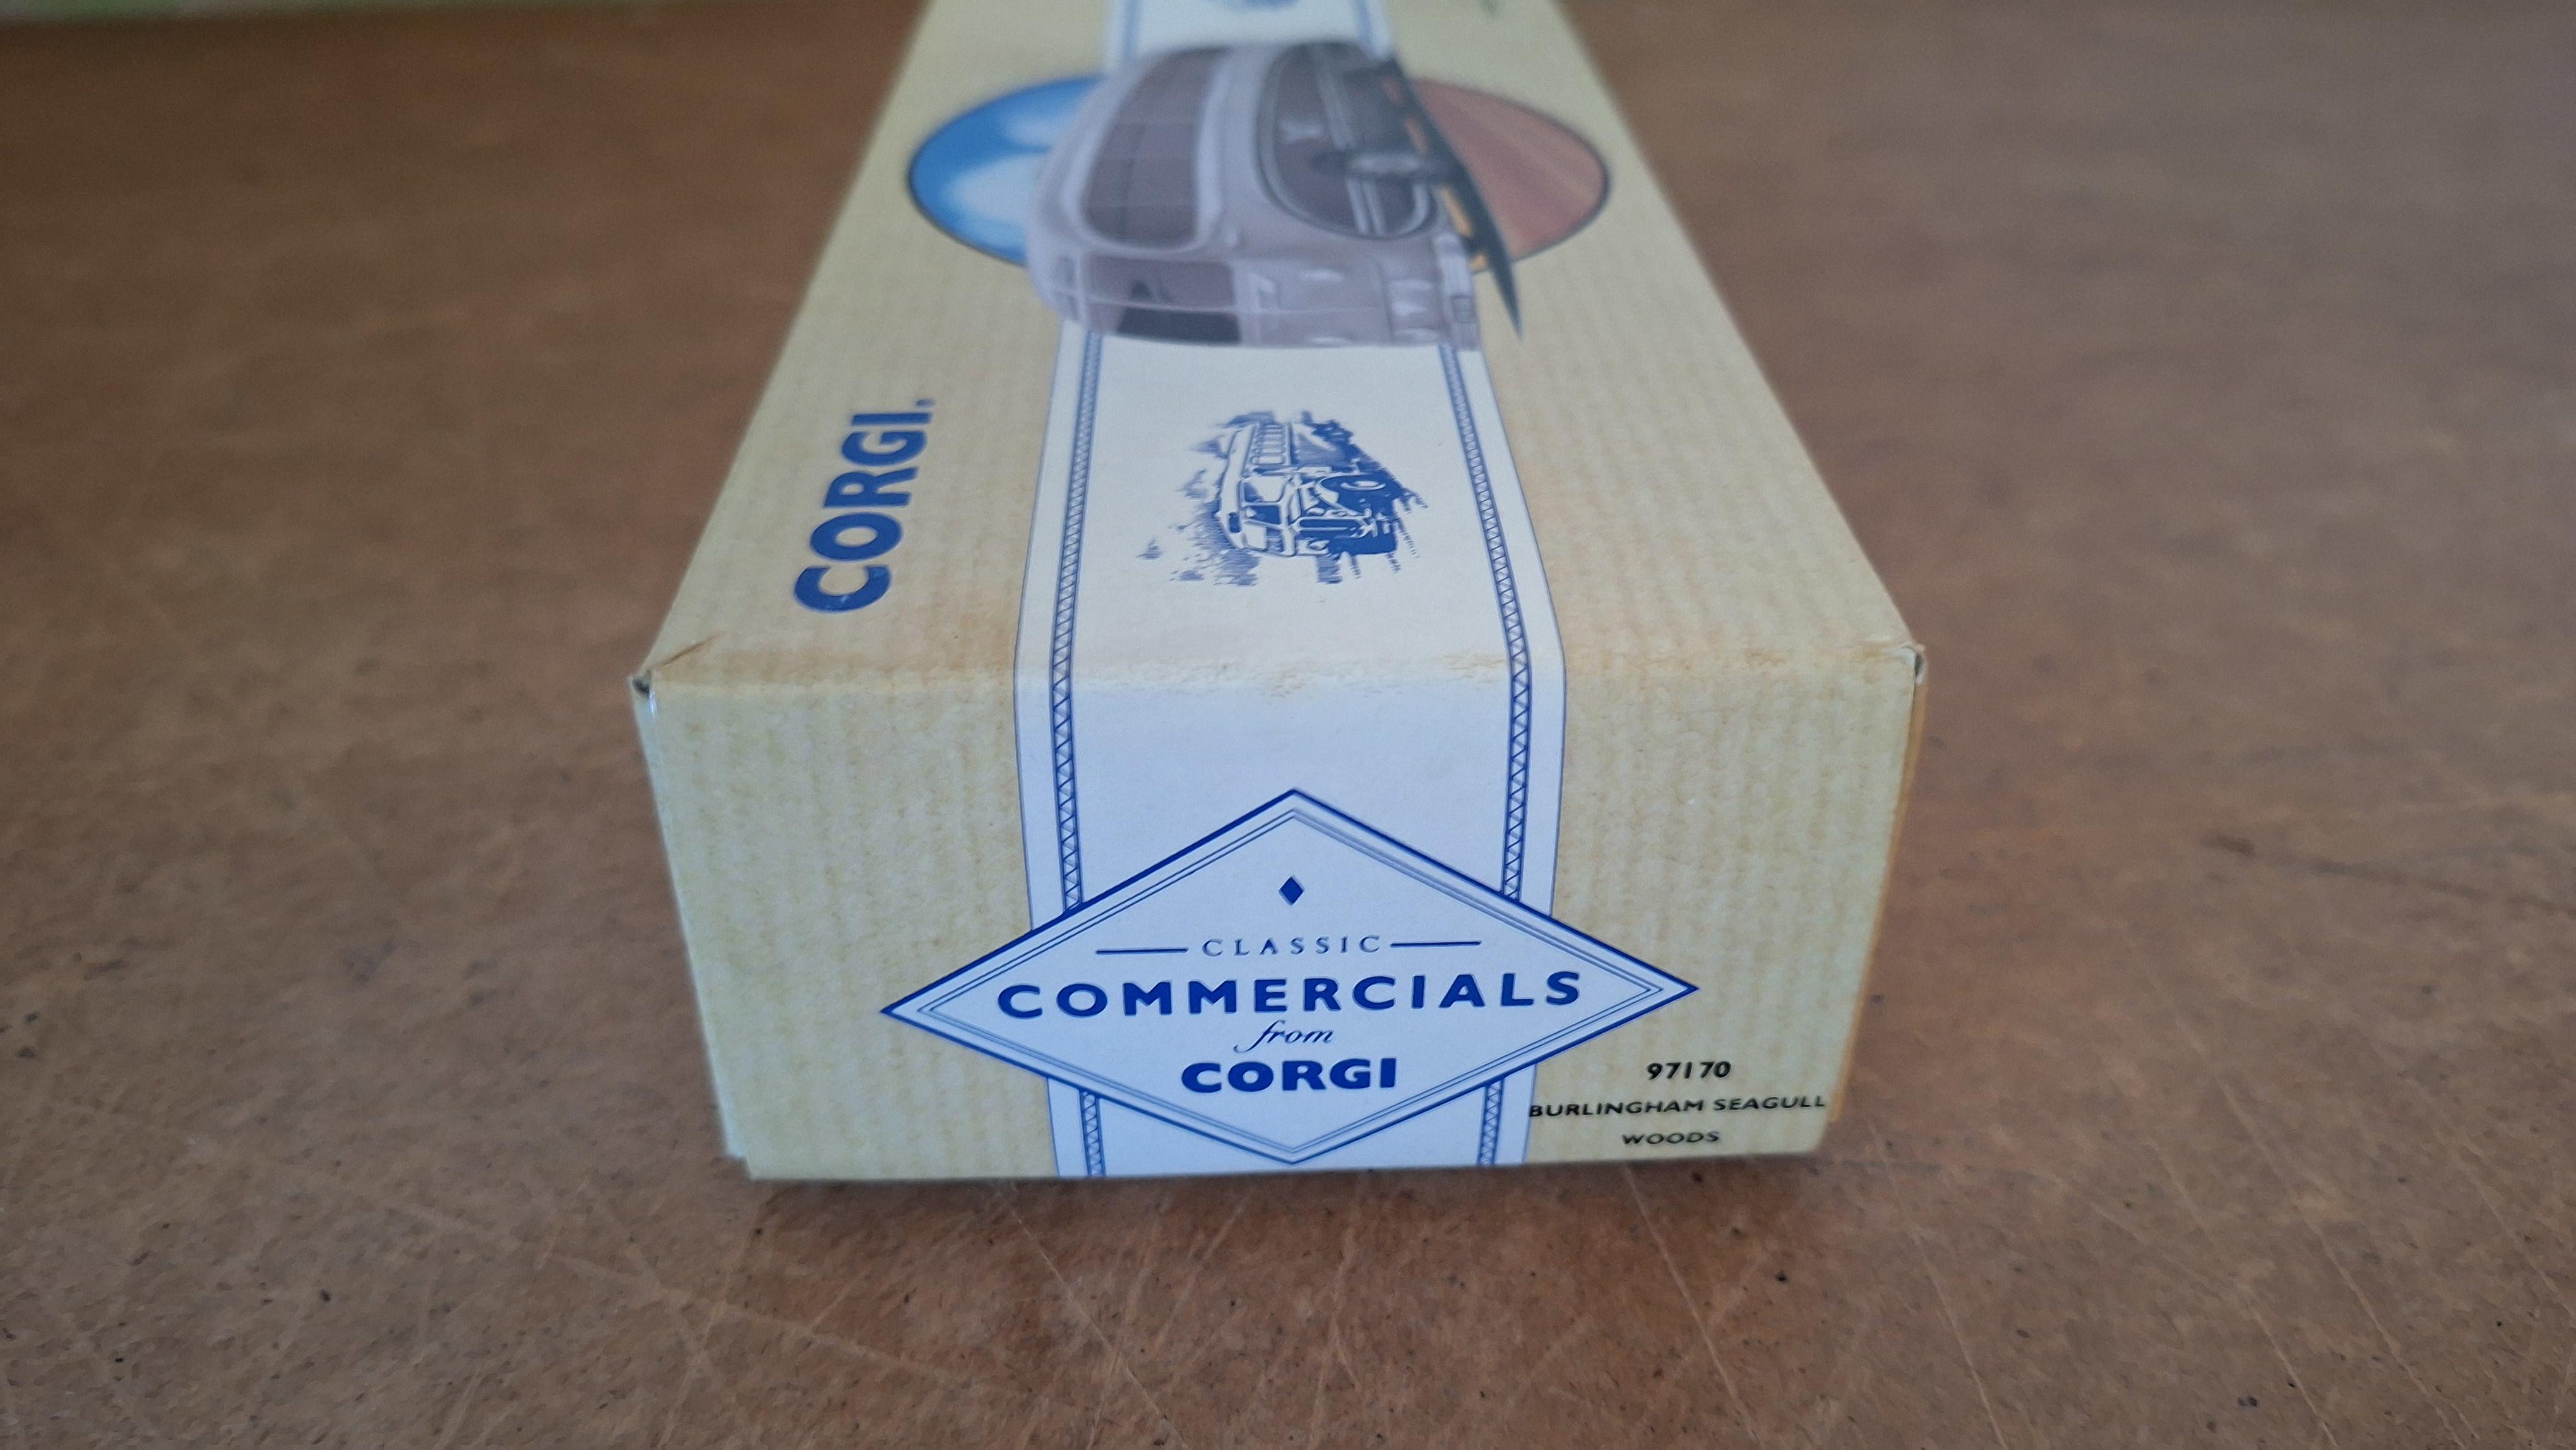 CORGI.
CLASSIC
COMMERCIALS
from
CORGI
97170
BURLINGHAM SEAGULL
WOODS